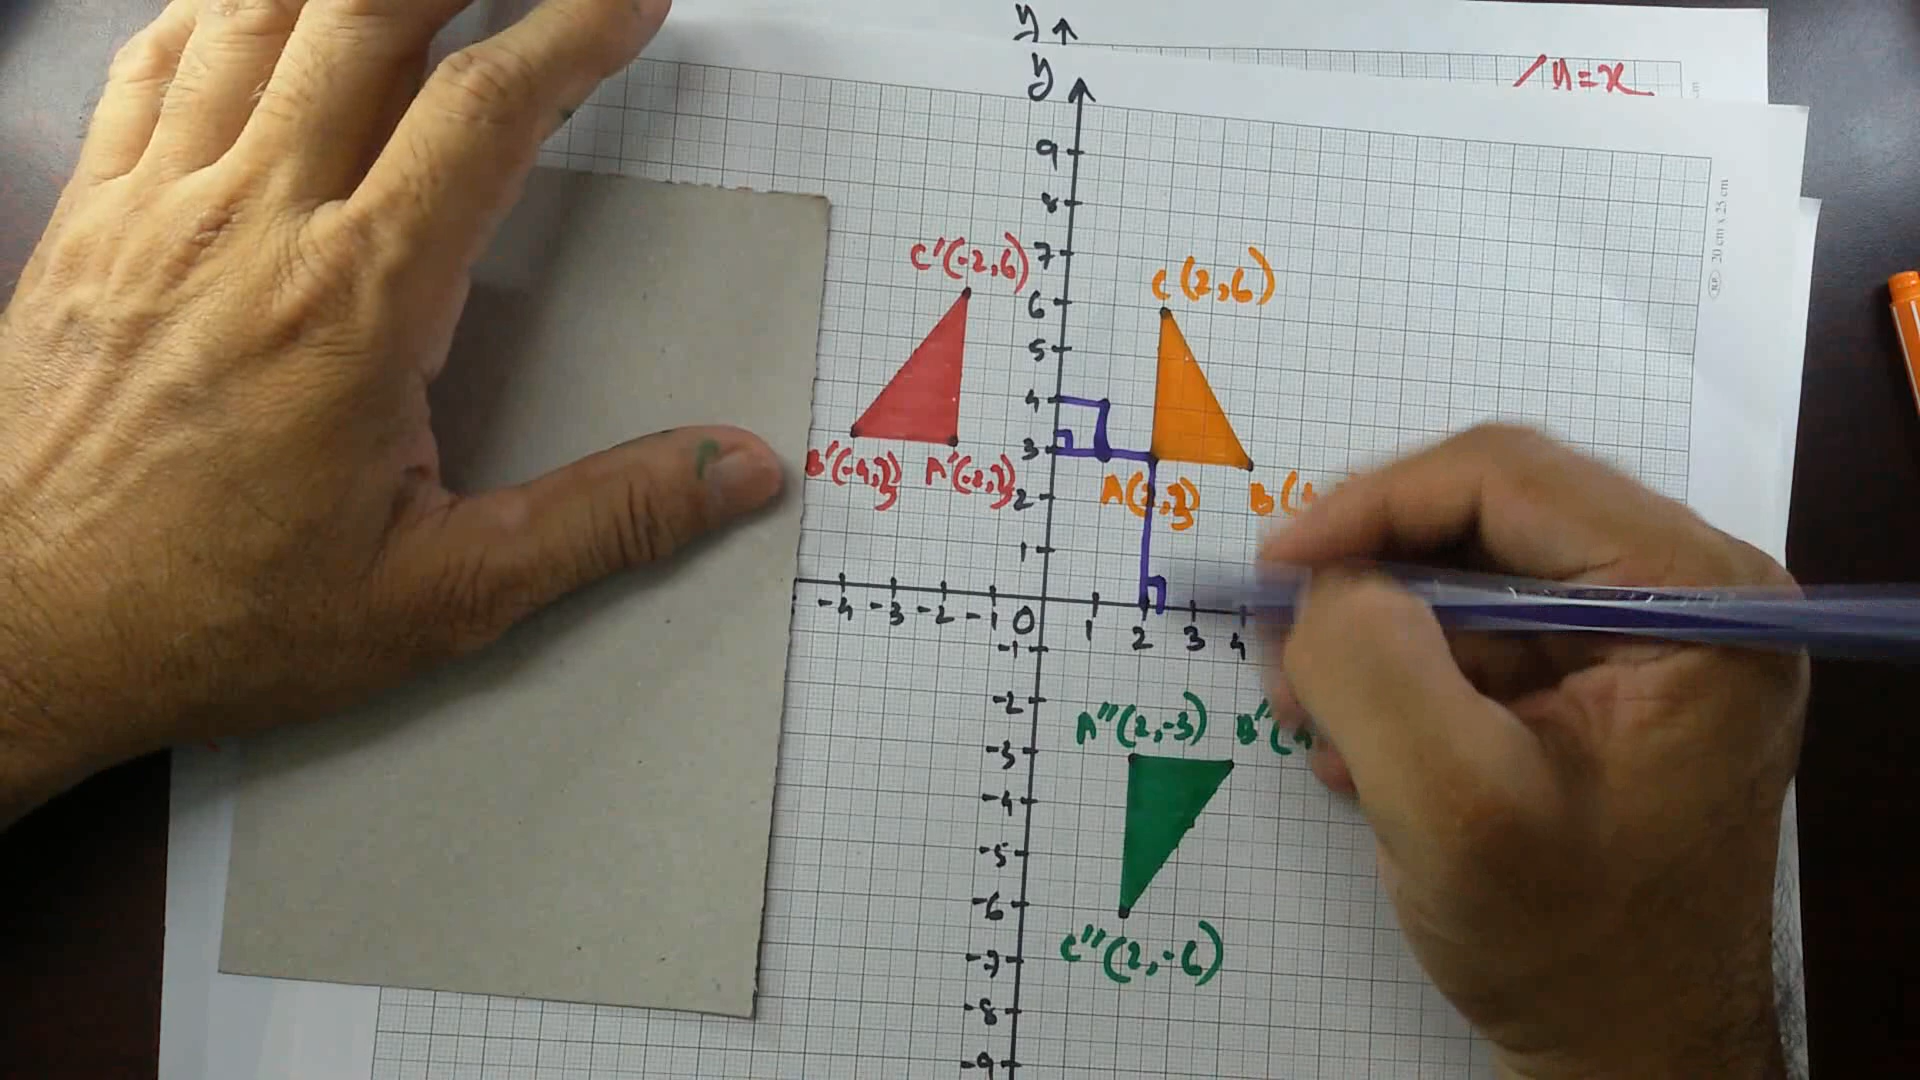 y
y = x
y
9
8
C'(-2,6) 7 C(2,6)
6
5
4
3
B'(-4,3) A'(-2,3) 2 A(2,3) B(
1
-4 -3 -2 -1 0 1 2 3 4
-1
-2
A"(2,-3) B"(
-3
-4
-5
-6
C"(2,-6)
-7
-8
-9
20 cm x 25 cm